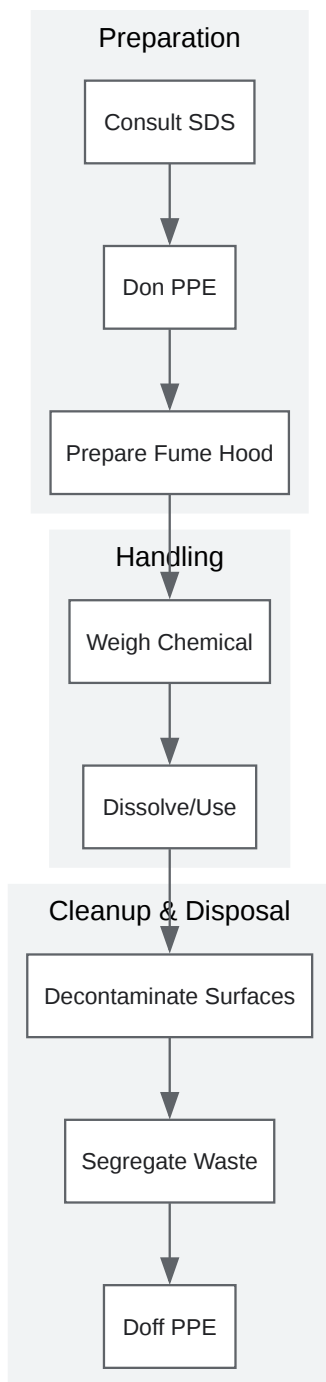 Preparation
Consult SDS
Don PPE
Prepare Fume Hood
Handling
Weigh Chemical
Dissolve/Use
Cleanup & Disposal
Decontaminate Surfaces
Segregate Waste
Doff PPE